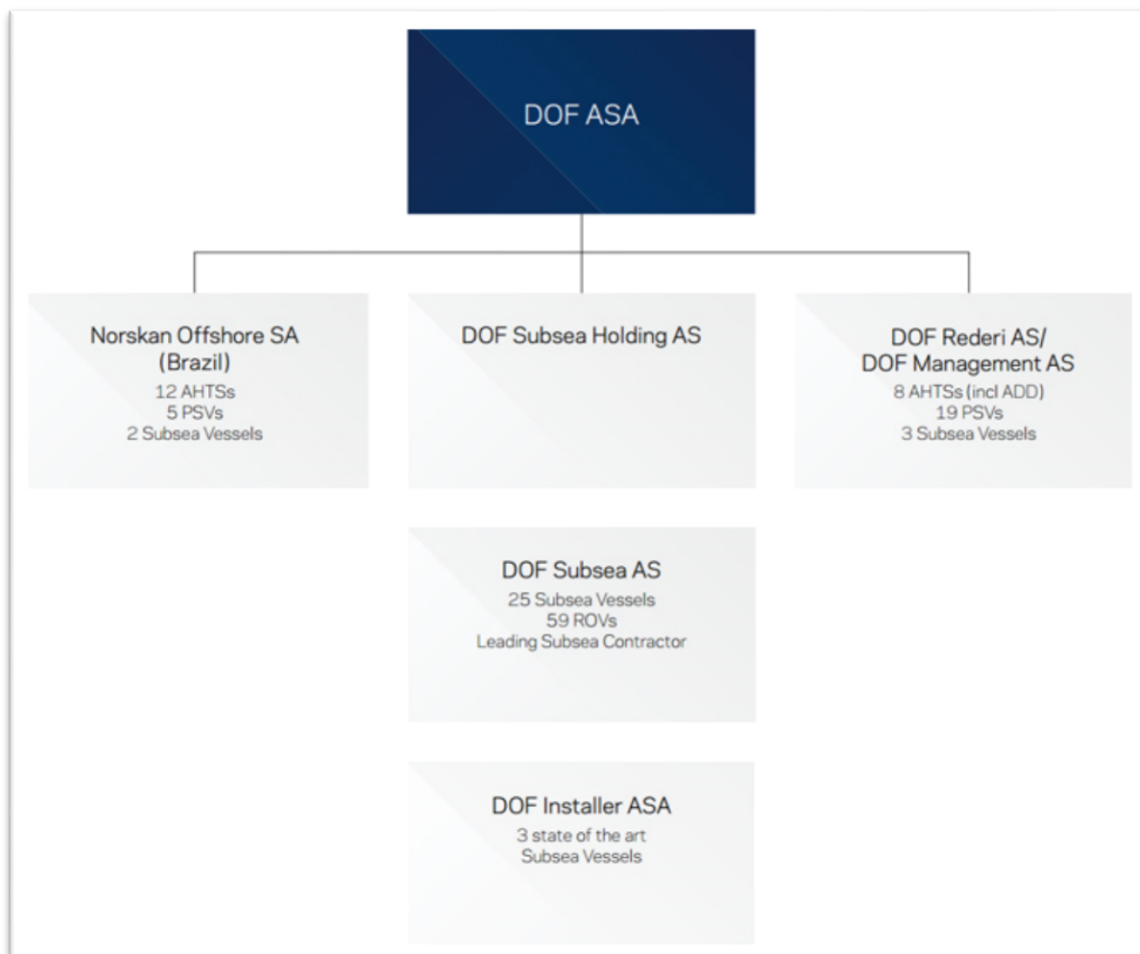 DOF ASA
Norskan Offshore SA
(Brazil)
12 AHTSs
5 PSVs
2 Subsea Vessels
DOF Subsea Holding AS
DOF Rederi AS/
DOF Management AS
8 AHTSs (incl ADD)
19 PSVs
3 Subsea Vessels
DOF Subsea AS
25 Subsea Vessels
59 ROVs
Leading Subsea Contractor
DOF Installer ASA
3 state of the art
Subsea Vessels